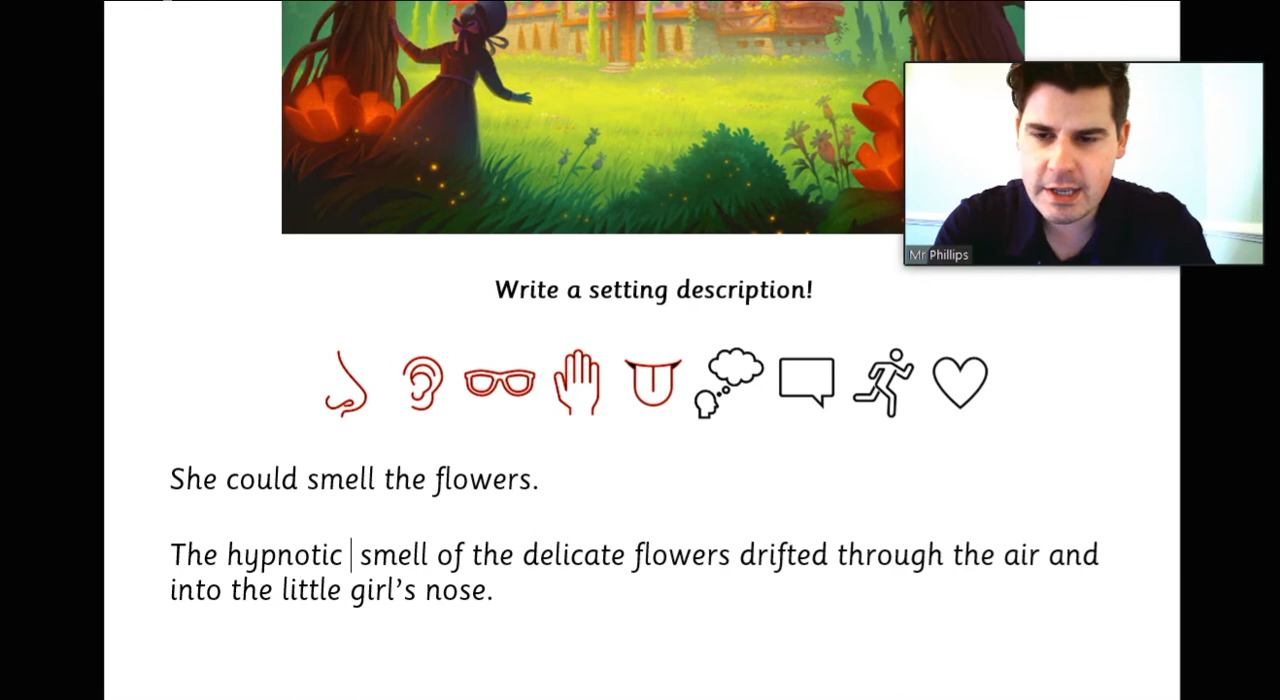 Mr Phillips
Write a setting description!
She could smell the flowers.
The hypnotic smell of the delicate flowers drifted through the air and
into the little girl's nose.